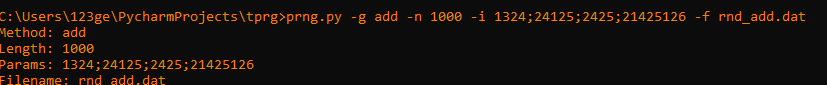 C:\Users\123ge\PycharmProjects\tprg>prng.py -g add -n 1000 -i 1324;24125;2425;21425126 -f rnd_add.dat
Method: add
Length: 1000
Params: 1324;24125;2425;21425126
Filename: rnd_add.dat